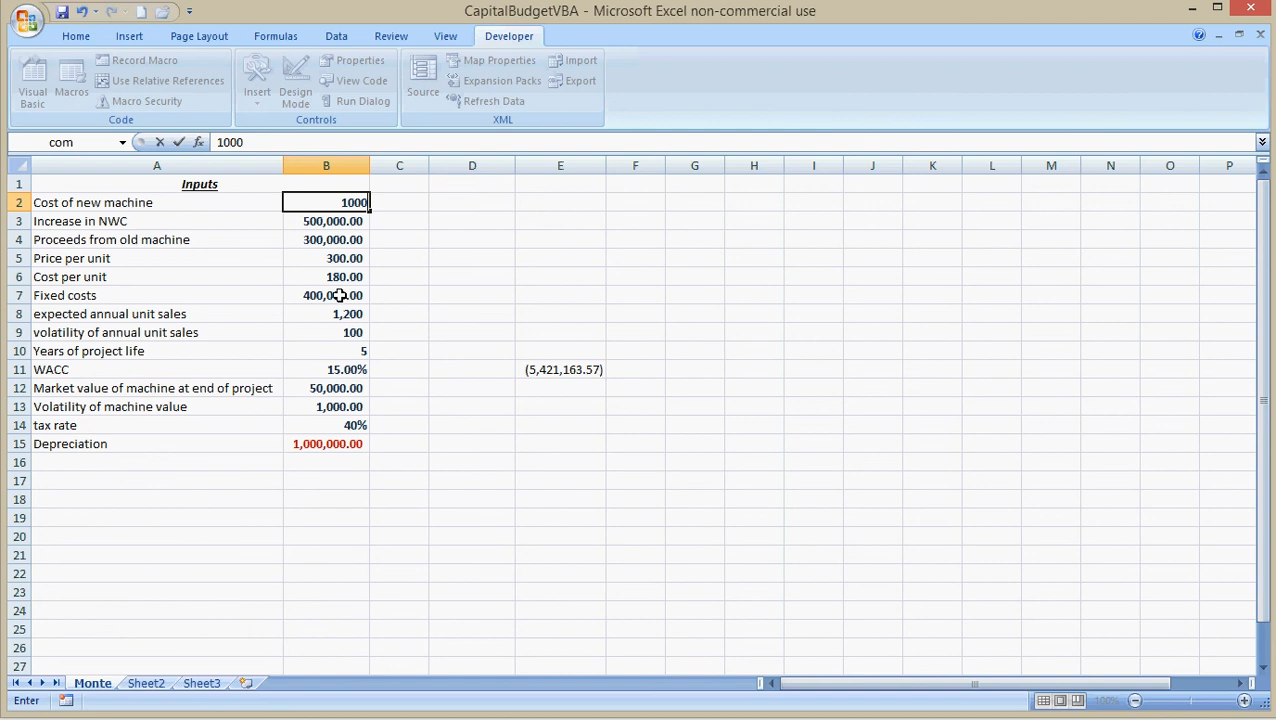 CapitalBudgetVBA - Microsoft Excel non-commercial use
Home Insert Page Layout Formulas Data Review View Developer
Visual Basic
Macros
Record Macro
Use Relative References
Macro Security
Code
Insert
Design Mode
Properties
View Code
Run Dialog
Controls
Source
Map Properties
Expansion Packs
Refresh Data
Import
Export
XML
com fx 1000
A B C D E F G H I J K L M N O P
1 Inputs
2 Cost of new machine 1000
3 Increase in NWC 500,000.00
4 Proceeds from old machine 300,000.00
5 Price per unit 300.00
6 Cost per unit 180.00
7 Fixed costs
8 expected annual unit sales 1,200
9 volatility of annual unit sales 100
10 Years of project life 5
11 WACC 15.00% (5,421,163.57)
12 Market value of machine at end of project 50,000.00
13 Volatility of machine value 1,000.00
14 tax rate 40%
15 Depreciation 1,000,000.00
16
17
18
19
20
21
22
23
24
25
26
27
Monte Sheet2 Sheet3
Enter 100%